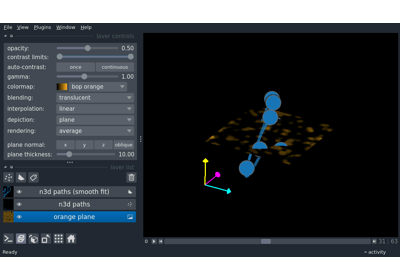 File View Plugins Window Help
layer controls
opacity: 0.50
contrast limits:
auto-contrast: once continuous
gamma: 1.00
colormap: bop orange
blending: translucent
interpolation: linear
depiction: plane
rendering: average
plane normal: x y z oblique
plane thickness: 10.00
layer list
n3d paths (smooth fit)
n3d paths
orange plane
0 31 63
Ready activity